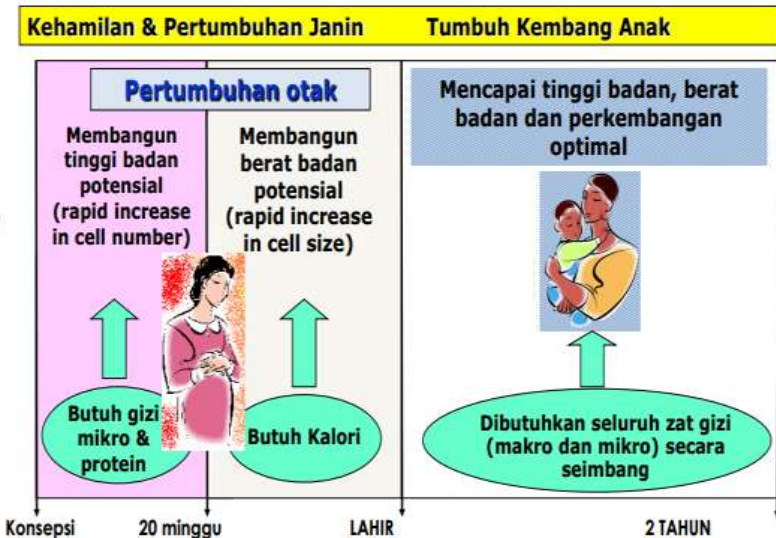 Kehamilan & Pertumbuhan Janin
Tumbuh Kembang Anak
Pertumbuhan otak
Membangun
tinggi badan
potensial
(rapid increase
in cell number)
Membangun
berat badan
potensial
(rapid increase
in cell size)
Mencapai tinggi badan, berat
badan dan perkembangan
optimal
Butuh gizi
mikro &
protein
Butuh Kalori
Dibutuhkan seluruh zat gizi
(makro dan mikro) secara
seimbang
Konsepsi
20 minggu
LAHIR
2 TAHUN